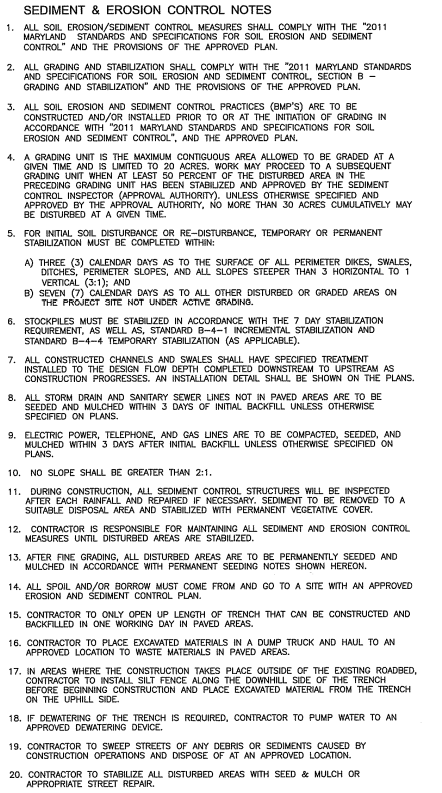 SEDIMENT & EROSION CONTROL NOTES
1. ALL SOIL EROSION/SEDIMENT CONTROL MEASURES SHALL COMPLY WITH THE "2011
MARYLAND STANDARDS AND SPECIFICATIONS FOR SOIL EROSION AND SEDIMENT
CONTROL" AND THE PROVISIONS OF THE APPROVED PLAN.
2. ALL GRADING AND STABILIZATION SHALL COMPLY WITH THE "2011 MARYLAND STANDARDS
AND SPECIFICATIONS FOR SOIL EROSION AND SEDIMENT CONTROL, SECTION B –
GRADING AND STABILIZATION" AND THE PROVISIONS OF THE APPROVED PLAN.
3. ALL SOIL EROSION AND SEDIMENT CONTROL PRACTICES (BMP'S) ARE TO BE
CONSTRUCTED AND/OR INSTALLED PRIOR TO OR AT THE INITIATION OF GRADING IN
ACCORDANCE WITH "2011 MARYLAND STANDARDS AND SPECIFICATIONS FOR SOIL
EROSION AND SEDIMENT CONTROL", AND THE APPROVED PLAN.
4. A GRADING UNIT IS THE MAXIMUM CONTIGUOUS AREA ALLOWED TO BE GRADED AT A
GIVEN TIME AND IS LIMITED TO 20 ACRES. WORK MAY PROCEED TO A SUBSEQUENT
GRADING UNIT WHEN AT LEAST 50 PERCENT OF THE DISTURBED AREA IN THE
PRECEDING GRADING UNIT HAS BEEN STABILIZED AND APPROVED BY THE SEDIMENT
CONTROL INSPECTOR (APPROVAL AUTHORITY). UNLESS OTHERWISE SPECIFIED AND
APPROVED BY THE APPROVAL AUTHORITY, NO MORE THAN 30 ACRES CUMULATIVELY MAY
BE DISTURBED AT A GIVEN TIME.
5. FOR INITIAL SOIL DISTURBANCE OR RE-DISTURBANCE, TEMPORARY OR PERMANENT
STABILIZATION MUST BE COMPLETED WITHIN:
A) THREE (3) CALENDAR DAYS AS TO THE SURFACE OF ALL PERIMETER DIKES, SWALES,
DITCHES, PERIMETER SLOPES, AND ALL SLOPES STEEPER THAN 3 HORIZONTAL TO 1
VERTICAL (3:1); AND
B) SEVEN (7) CALENDAR DAYS AS TO ALL OTHER DISTURBED OR GRADED AREAS ON
THE PROJECT SITE NOT UNDER ACTIVE GRADING.
6. STOCKPILES MUST BE STABILIZED IN ACCORDANCE WITH THE 7 DAY STABILIZATION
REQUIREMENT, AS WELL AS, STANDARD B-4-1 INCREMENTAL STABILIZATION AND
STANDARD B-4-4 TEMPORARY STABILIZATION (AS APPLICABLE).
7. ALL CONSTRUCTED CHANNELS AND SWALES SHALL HAVE SPECIFIED TREATMENT
INSTALLED TO THE DESIGN FLOW DEPTH COMPLETED DOWNSTREAM TO UPSTREAM AS
CONSTRUCTION PROGRESSES. AN INSTALLATION DETAIL SHALL BE SHOWN ON THE PLANS.
8. ALL STORM DRAIN AND SANITARY SEWER LINES NOT IN PAVED AREAS ARE TO BE
SEEDED AND MULCHED WITHIN 3 DAYS OF INITIAL BACKFILL UNLESS OTHERWISE
SPECIFIED ON PLANS.
9. ELECTRIC POWER, TELEPHONE, AND GAS LINES ARE TO BE COMPACTED, SEEDED, AND
MULCHED WITHIN 3 DAYS AFTER INITIAL BACKFILL UNLESS OTHERWISE SPECIFIED ON
PLANS.
10. NO SLOPE SHALL BE GREATER THAN 2:1.
11. DURING CONSTRUCTION, ALL SEDIMENT CONTROL STRUCTURES WILL BE INSPECTED
AFTER EACH RAINFALL AND REPAIRED IF NECESSARY. SEDIMENT TO BE REMOVED TO A
SUITABLE DISPOSAL AREA AND STABILIZED WITH PERMANENT VEGETATIVE COVER.
12. CONTRACTOR IS RESPONSIBLE FOR MAINTAINING ALL SEDIMENT AND EROSION CONTROL
MEASURES UNTIL DISTURBED AREAS ARE STABILIZED.
13. AFTER FINE GRADING, ALL DISTURBED AREAS ARE TO BE PERMANENTLY SEEDED AND
MULCHED IN ACCORDANCE WITH PERMANENT SEEDING NOTES SHOWN HEREON.
14. ALL SPOIL AND/OR BORROW MUST COME FROM AND GO TO A SITE WITH AN APPROVED
EROSION AND SEDIMENT CONTROL PLAN.
15. CONTRACTOR TO ONLY OPEN UP LENGTH OF TRENCH THAT CAN BE CONSTRUCTED AND
BACKFILLED IN ONE WORKING DAY IN PAVED AREAS.
16. CONTRACTOR TO PLACE EXCAVATED MATERIALS IN A DUMP TRUCK AND HAUL TO AN
APPROVED LOCATION TO WASTE MATERIALS IN PAVED AREAS.
17. IN AREAS WHERE THE CONSTRUCTION TAKES PLACE OUTSIDE OF THE EXISTING ROADBED,
CONTRACTOR TO INSTALL SILT FENCE ALONG THE DOWNHILL SIDE OF THE TRENCH
BEFORE BEGINNING CONSTRUCTION AND PLACE EXCAVATED MATERIAL FROM THE TRENCH
ON THE UPHILL SIDE.
18. IF DEWATERING OF THE TRENCH IS REQUIRED, CONTRACTOR TO PUMP WATER TO AN
APPROVED DEWATERING DEVICE.
19. CONTRACTOR TO SWEEP STREETS OF ANY DEBRIS OR SEDIMENTS CAUSED BY
CONSTRUCTION OPERATIONS AND DISPOSE OF AT AN APPROVED LOCATION.
20. CONTRACTOR TO STABILIZE ALL DISTURBED AREAS WITH SEED & MULCH OR
APPROPRIATE STREET REPAIR.